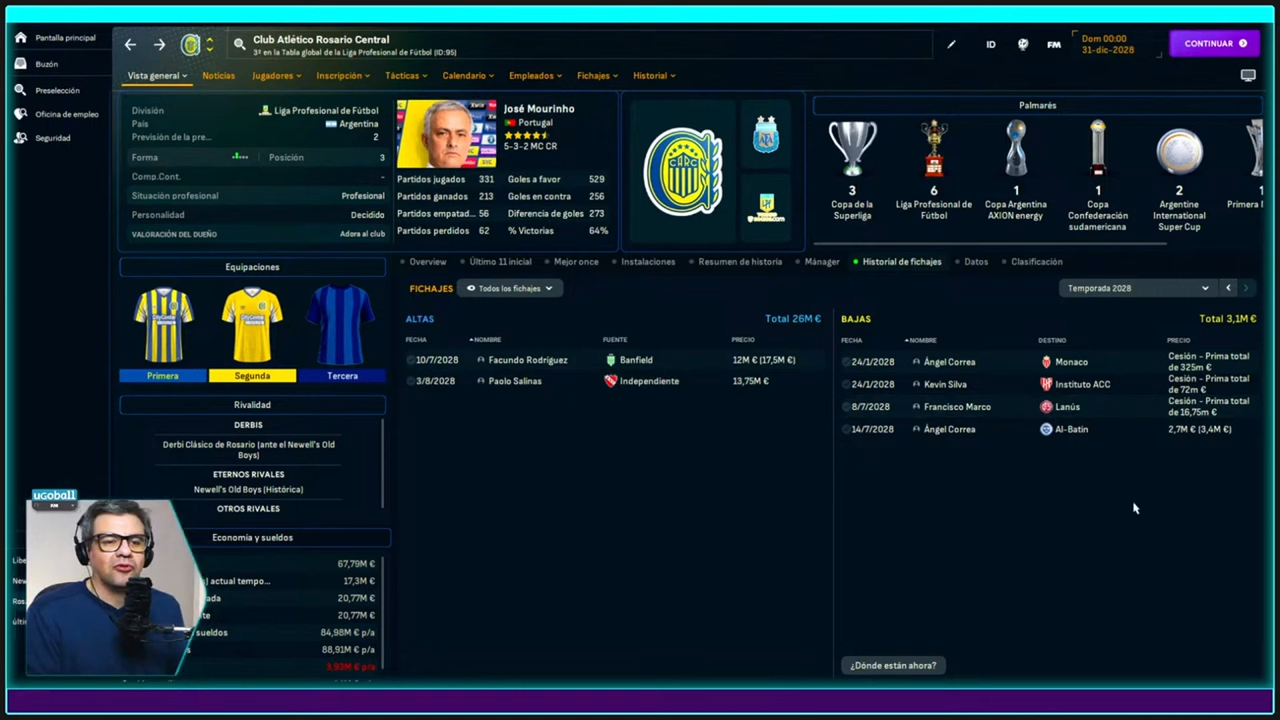 Pantalla principal
Buzón
Preselección
Oficina de empleo
Seguridad
Club Atlético Rosario Central
3ª en la Tabla global de la Liga Profesional de Fútbol (ID:95)
ID
FM
Dom 00:00
31-dic-2028
CONTINUAR
Vista general
Noticias
Jugadores
Inscripción
Tácticas
Calendario
Empleados
Fichajes
Historial
División Liga Profesional de Fútbol
País Argentina
Previsión de la pre... 2
Forma Posición 3
Comp.Cont. -
Situación profesional Profesional
Personalidad Decidido
VALORACIÓN DEL DUEÑO Adora al club
José Mourinho
Portugal
5-3-2 MC CR
Partidos jugados 331 Goles a favor 529
Partidos ganados 213 Goles en contra 256
Partidos empatad... 56 Diferencia de goles 273
Partidos perdidos 62 % Victorias 64%
CARC
AFA
Palmarés
3
Copa de la Superliga
6
Liga Profesional de Fútbol
1
Copa Argentina AXION energy
1
Copa Confederación sudamericana
2
Argentine International Super Cup
1
Primera
Overview
Último 11 inicial
Mejor once
Instalaciones
Resumen de historia
Mánager
Historial de fichajes
Datos
Clasificación
Equipaciones
Primera
Segunda
Tercera
Rivalidad
DERBIS
Derbi Clásico de Rosario (ante el Newell's Old
Boys)
ETERNOS RIVALES
Newell's Old Boys (Histórica)
OTROS RIVALES
Economía y sueldos
67,79M €
] actual tempo... 17,3M €
ada 20,77M €
te 20,77M €
sueldos 84,98M € p/a
s 88,91M € p/a
3,93M € p/a
FICHAJES
Todos los fichajes
Temporada 2028
ALTAS Total 26M €
FECHA NOMBRE FUENTE PRECIO
10/7/2028 Facundo Rodriguez Banfield 12M € (17,5M €)
3/8/2028 Paolo Salinas Independiente 13,75M €
BAJAS Total 3,1M €
FECHA NOMBRE DESTINO PRECIO
24/1/2028 Ángel Correa Monaco Cesión - Prima total de 325m €
24/1/2028 Kevin Silva Instituto ACC Cesión - Prima total de 72m €
8/7/2028 Francisco Marco Lanús Cesión - Prima total de 16,75m €
14/7/2028 Ángel Correa Al-Batin 2,7M € (3,4M €)
¿Dónde están ahora?
ugoball
FM
Libe
New
Ros
últi